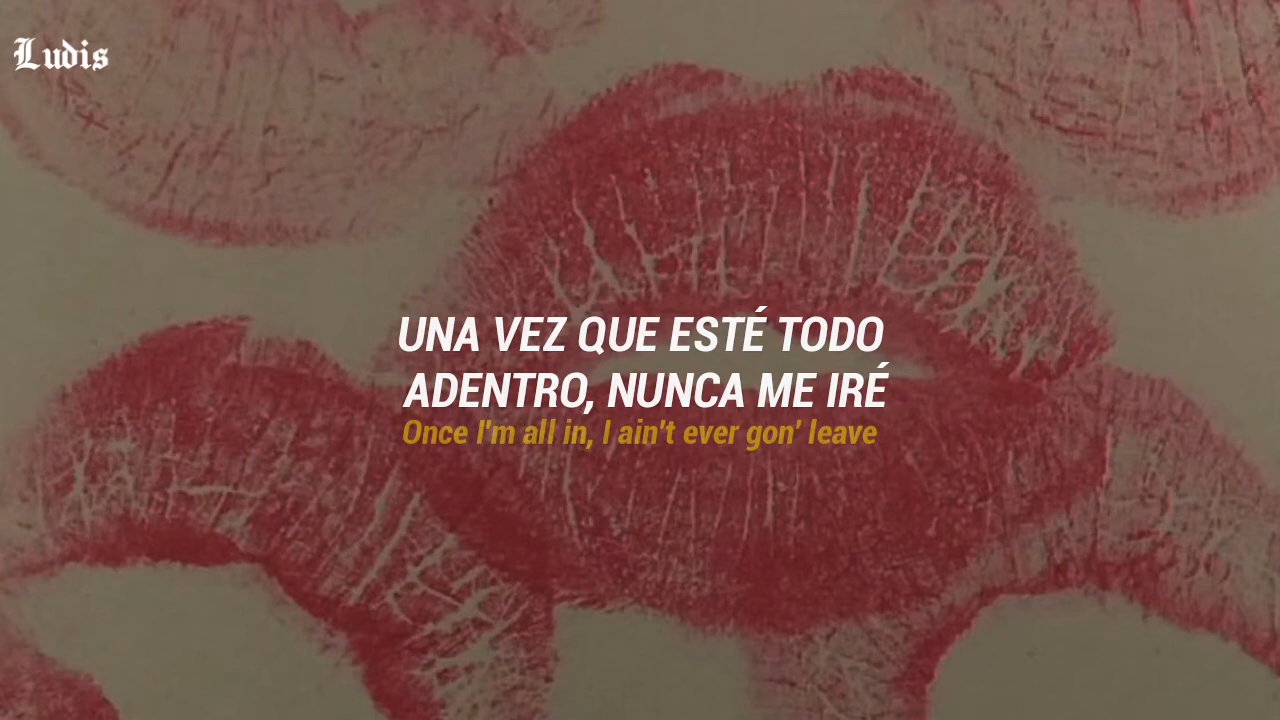 Ludis
UNA VEZ QUE ESTÉ TODO
ADENTRO, NUNCA ME IRÉ
Once I'm all in, I ain't ever gon' leave